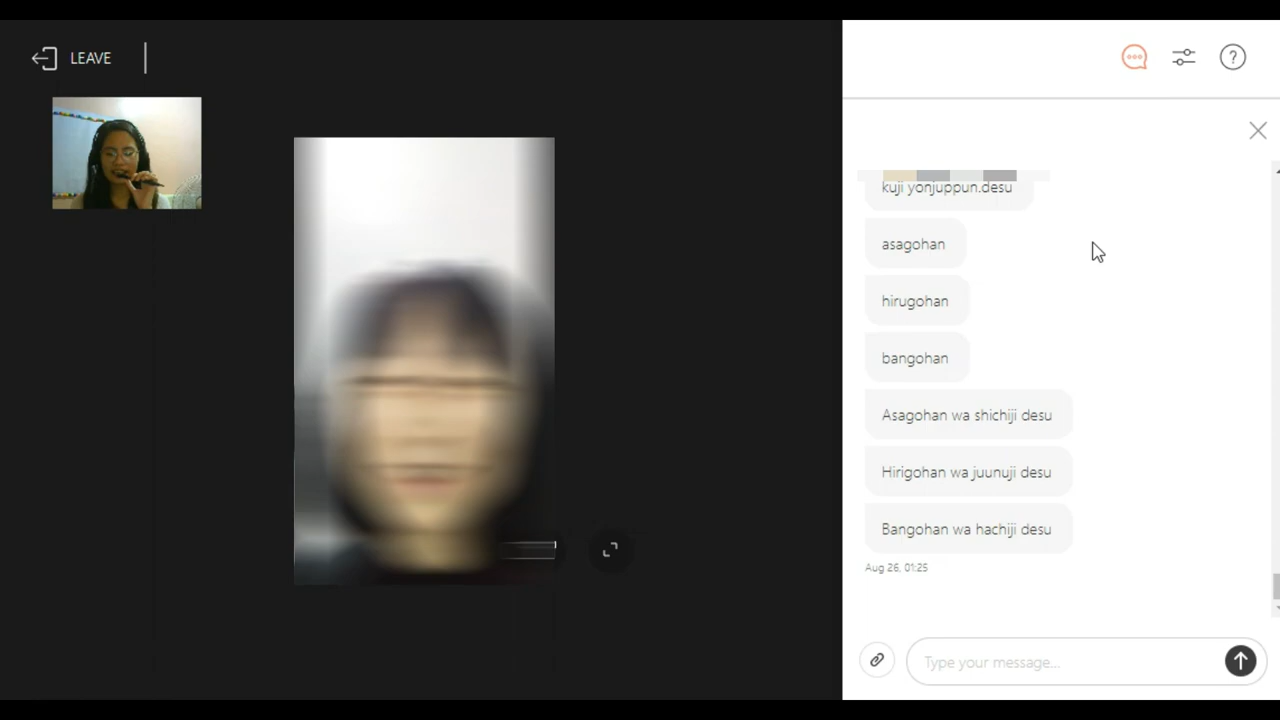 LEAVE
kuji yonjuppun.desu
asagohan
hirugohan
bangohan
Asagohan wa shichiji desu
Hirigohan wa juunuji desu
Bangohan wa hachiji desu
Aug 26, 01:25
Type your message...